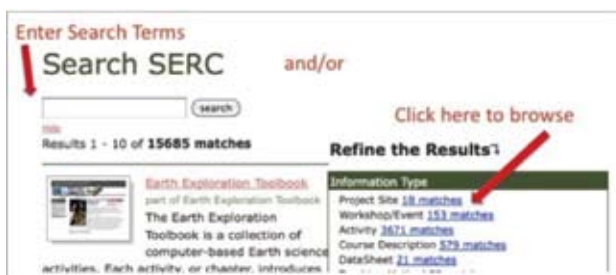 Enter Search Terms
Search SERC
and/or
search
Click here to browse
Results 1 - 10 of 15685 matches
Refine the Results
Earth Exploration Toolbook
part of Earth Exploration Toolbook
The Earth Exploration
Toolbook is a collection of
computer-based Earth science
activities. Each activity, or chapter, introduces
Information Type
Project Site 18 matches
Workshop/Event 153 matches
Activity 3671 matches
Course Description 579 matches
DataSheet 21 matches